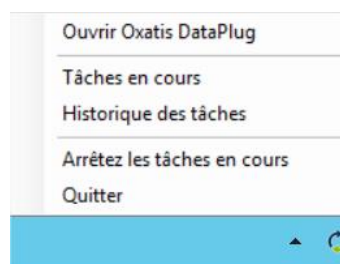 Ouvrir Oxatis DataPlug
Tâches en cours
Historique des tâches
Arrêtez les tâches en cours
Quitter